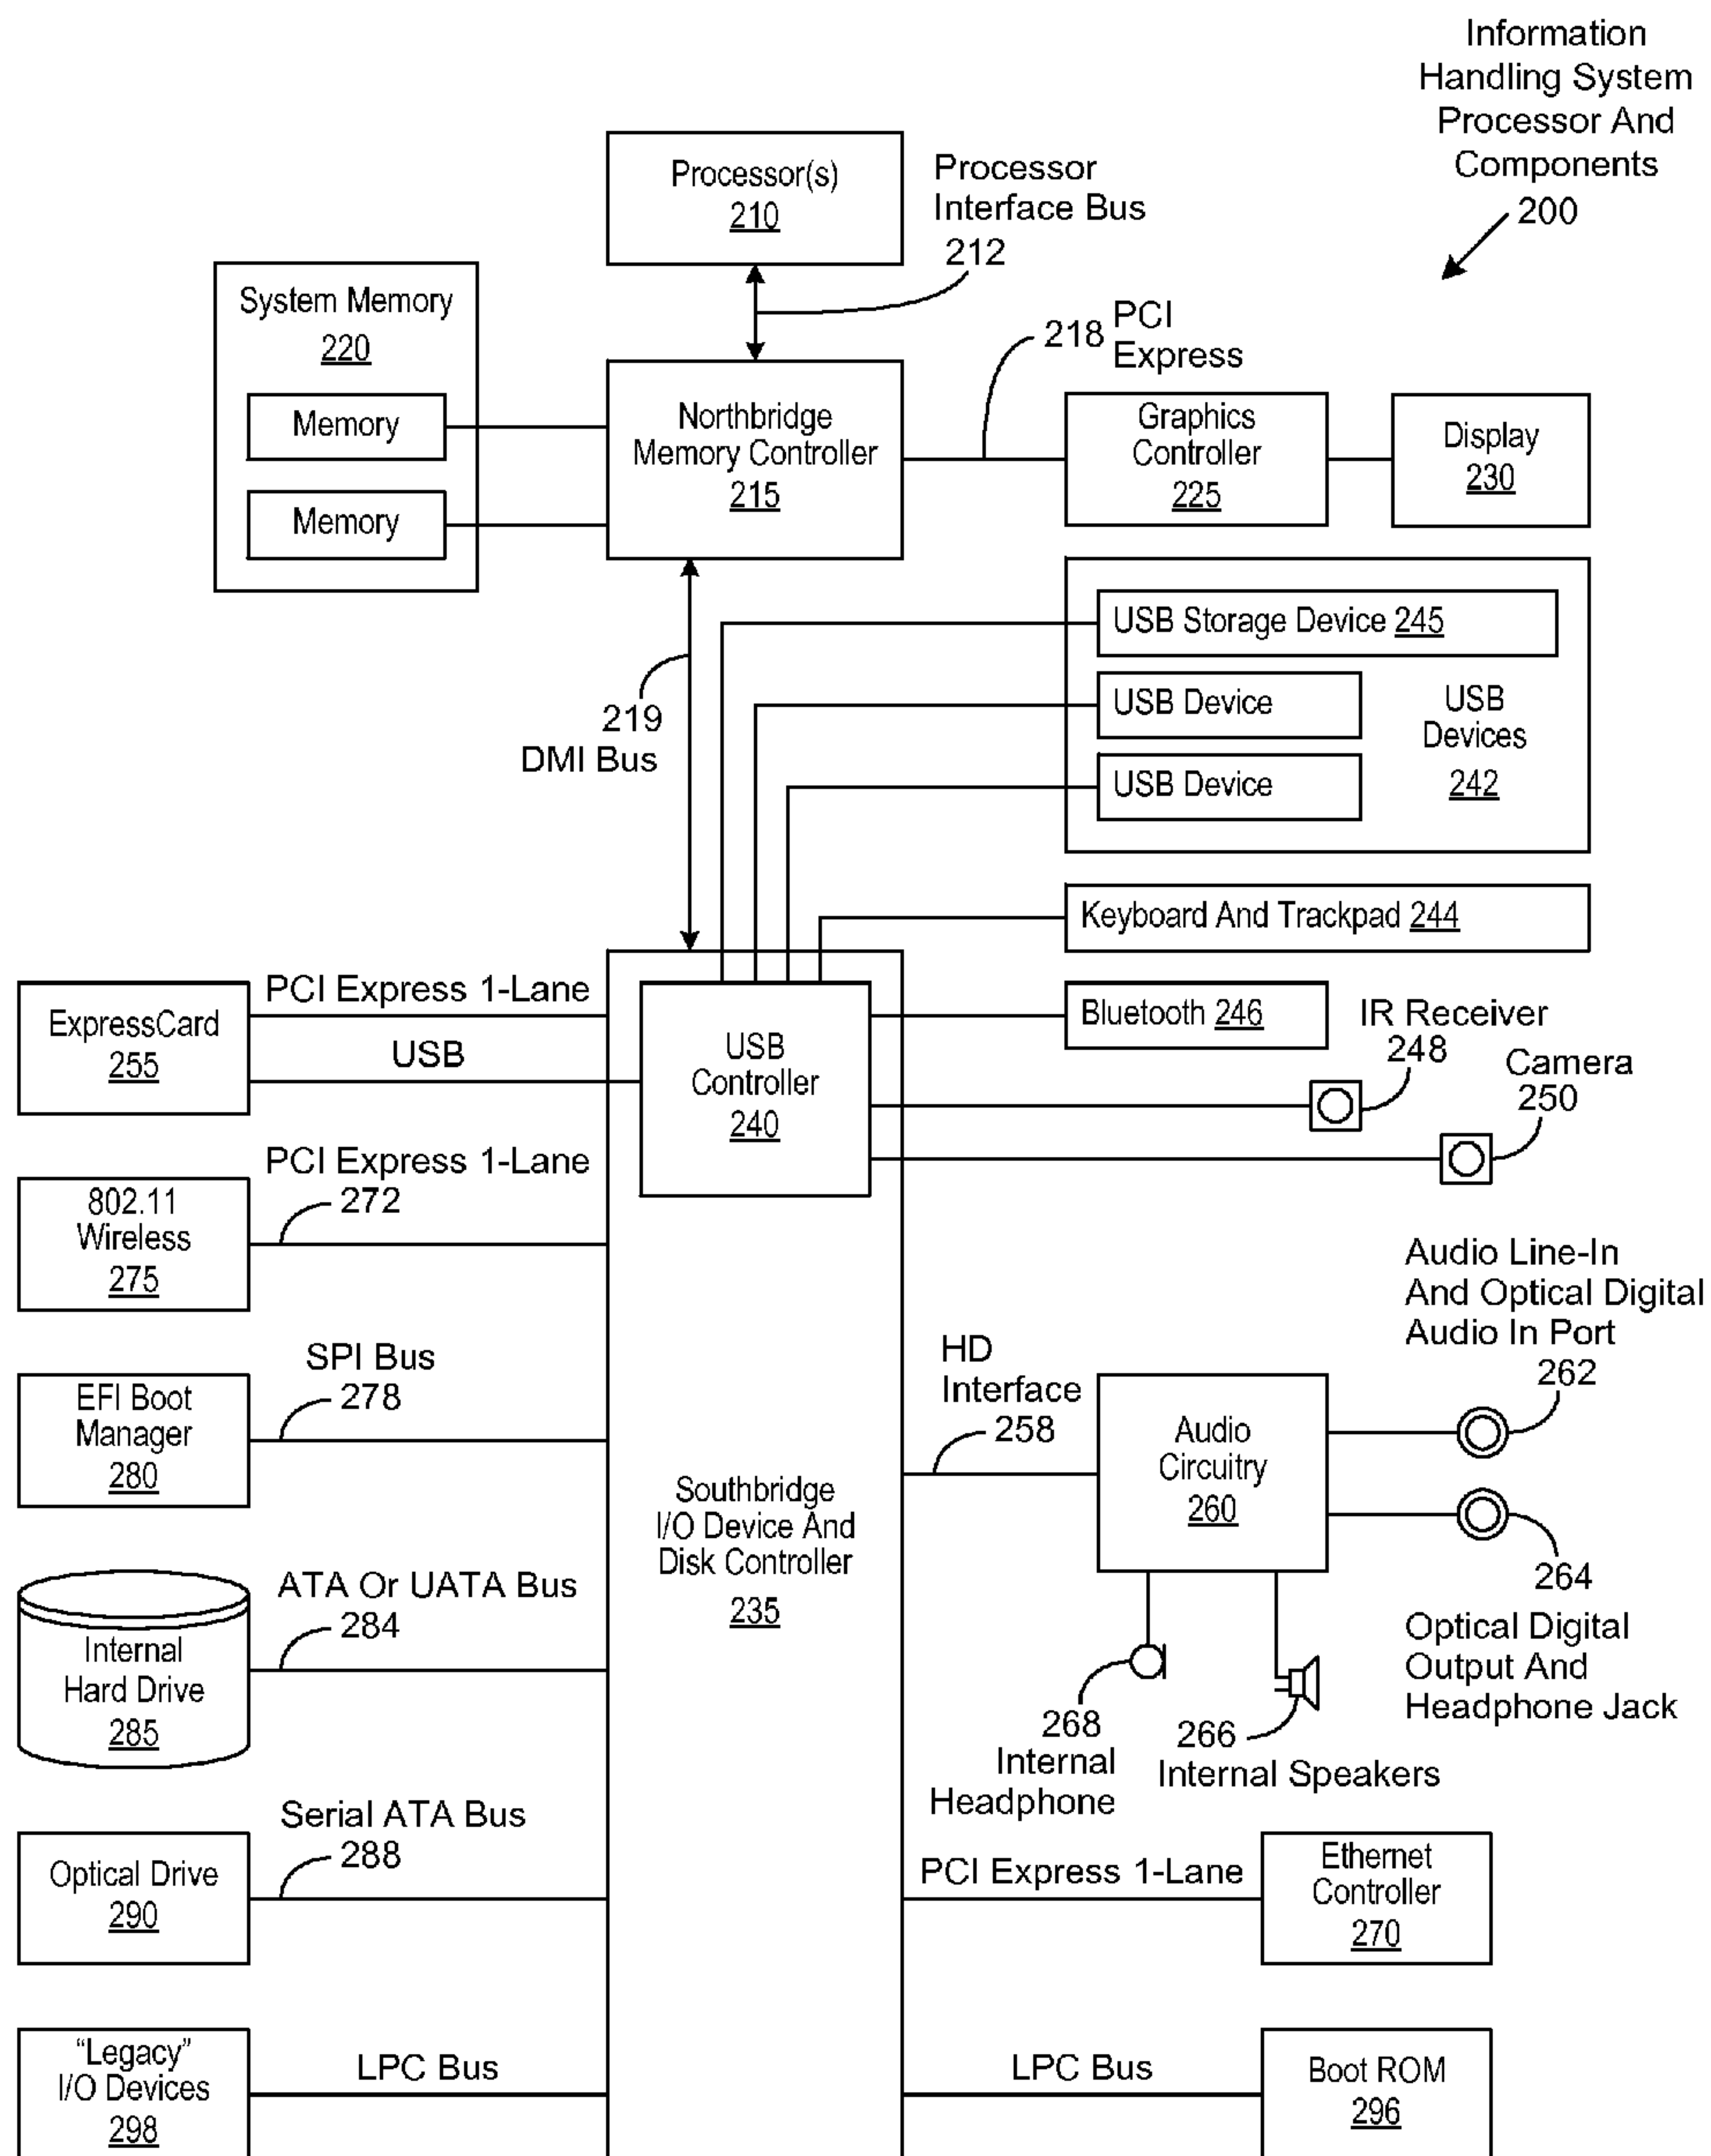 Information
Handling System
Processor And
Components
200
Processor(s)
210
Processor
Interface Bus
212
System Memory
220
Memory
Memory
Northbridge
Memory Controller
215
218
PCI
Express
Graphics
Controller
225
Display
230
USB Storage Device 245
USB Device
USB Device
USB
Devices
242
219
DMI Bus
Keyboard And Trackpad 244
ExpressCard
255
PCI Express 1-Lane
USB
USB
Controller
240
Bluetooth 246
IR Receiver
248
Camera
250
802.11
Wireless
275
PCI Express 1-Lane
272
EFI Boot
Manager
280
SPI Bus
278
Southbridge
I/O Device And
Disk Controller
235
HD
Interface
258
Audio
Circuitry
260
Audio Line-In
And Optical Digital
Audio In Port
262
264
Optical Digital
Output And
Headphone Jack
268
Internal
Headphone
266
Internal Speakers
Internal
Hard Drive
285
ATA Or UATA Bus
284
Optical Drive
290
Serial ATA Bus
288
PCI Express 1-Lane
Ethernet
Controller
270
"Legacy"
I/O Devices
298
LPC Bus
LPC Bus
Boot ROM
296